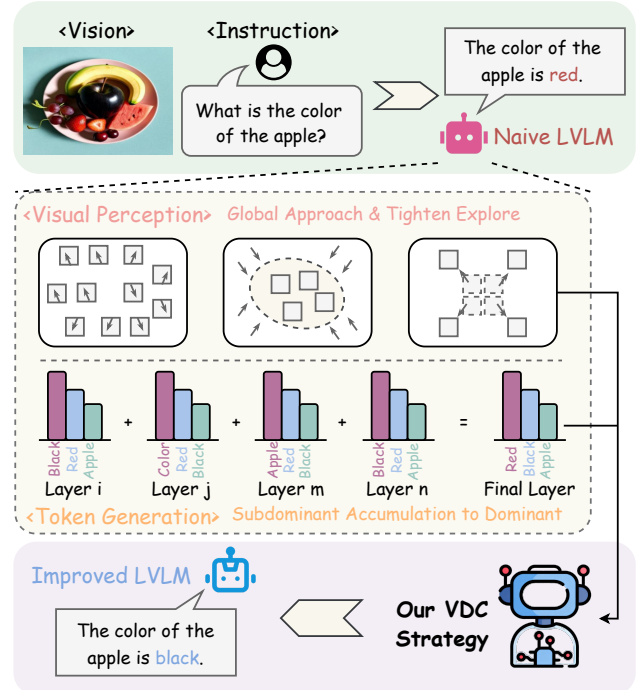 <Vision>
<Instruction>
What is the color
of the apple?
The color of the
apple is red.
Naive LVLM
<Visual Perception>
Global Approach & Tighten Explore
Black Red Apple
+
Color Red Black
+
Apple Red Black
+
Black Red Apple
=
Red Black Apple
Layer i
Layer j
Layer m
Layer n
Final Layer
<Token Generation>
Subdominant Accumulation to Dominant
Improved LVLM
The color of the
apple is black.
Our VDC
Strategy